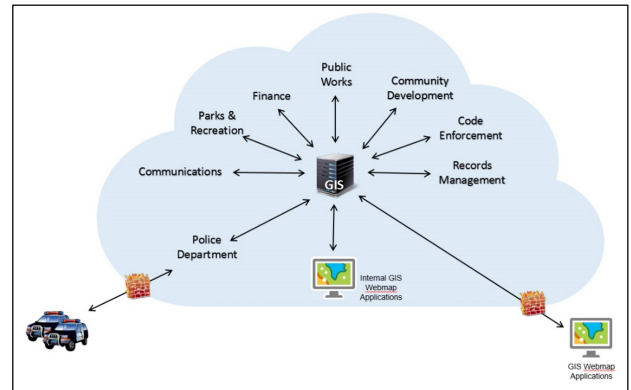 Public
Works
Finance
Community
Development
Parks &
Recreation
Code
Enforcement
Communications
GIS
Records
Management
Police
Department
Internal GIS
Webmap
Applications
GIS Webmap
Applications